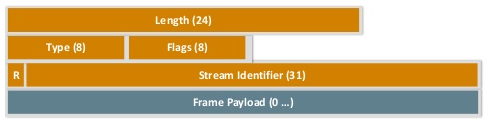 Length (24)
Type (8) Flags (8)
R Stream Identifier (31)
Frame Payload (0 ...)